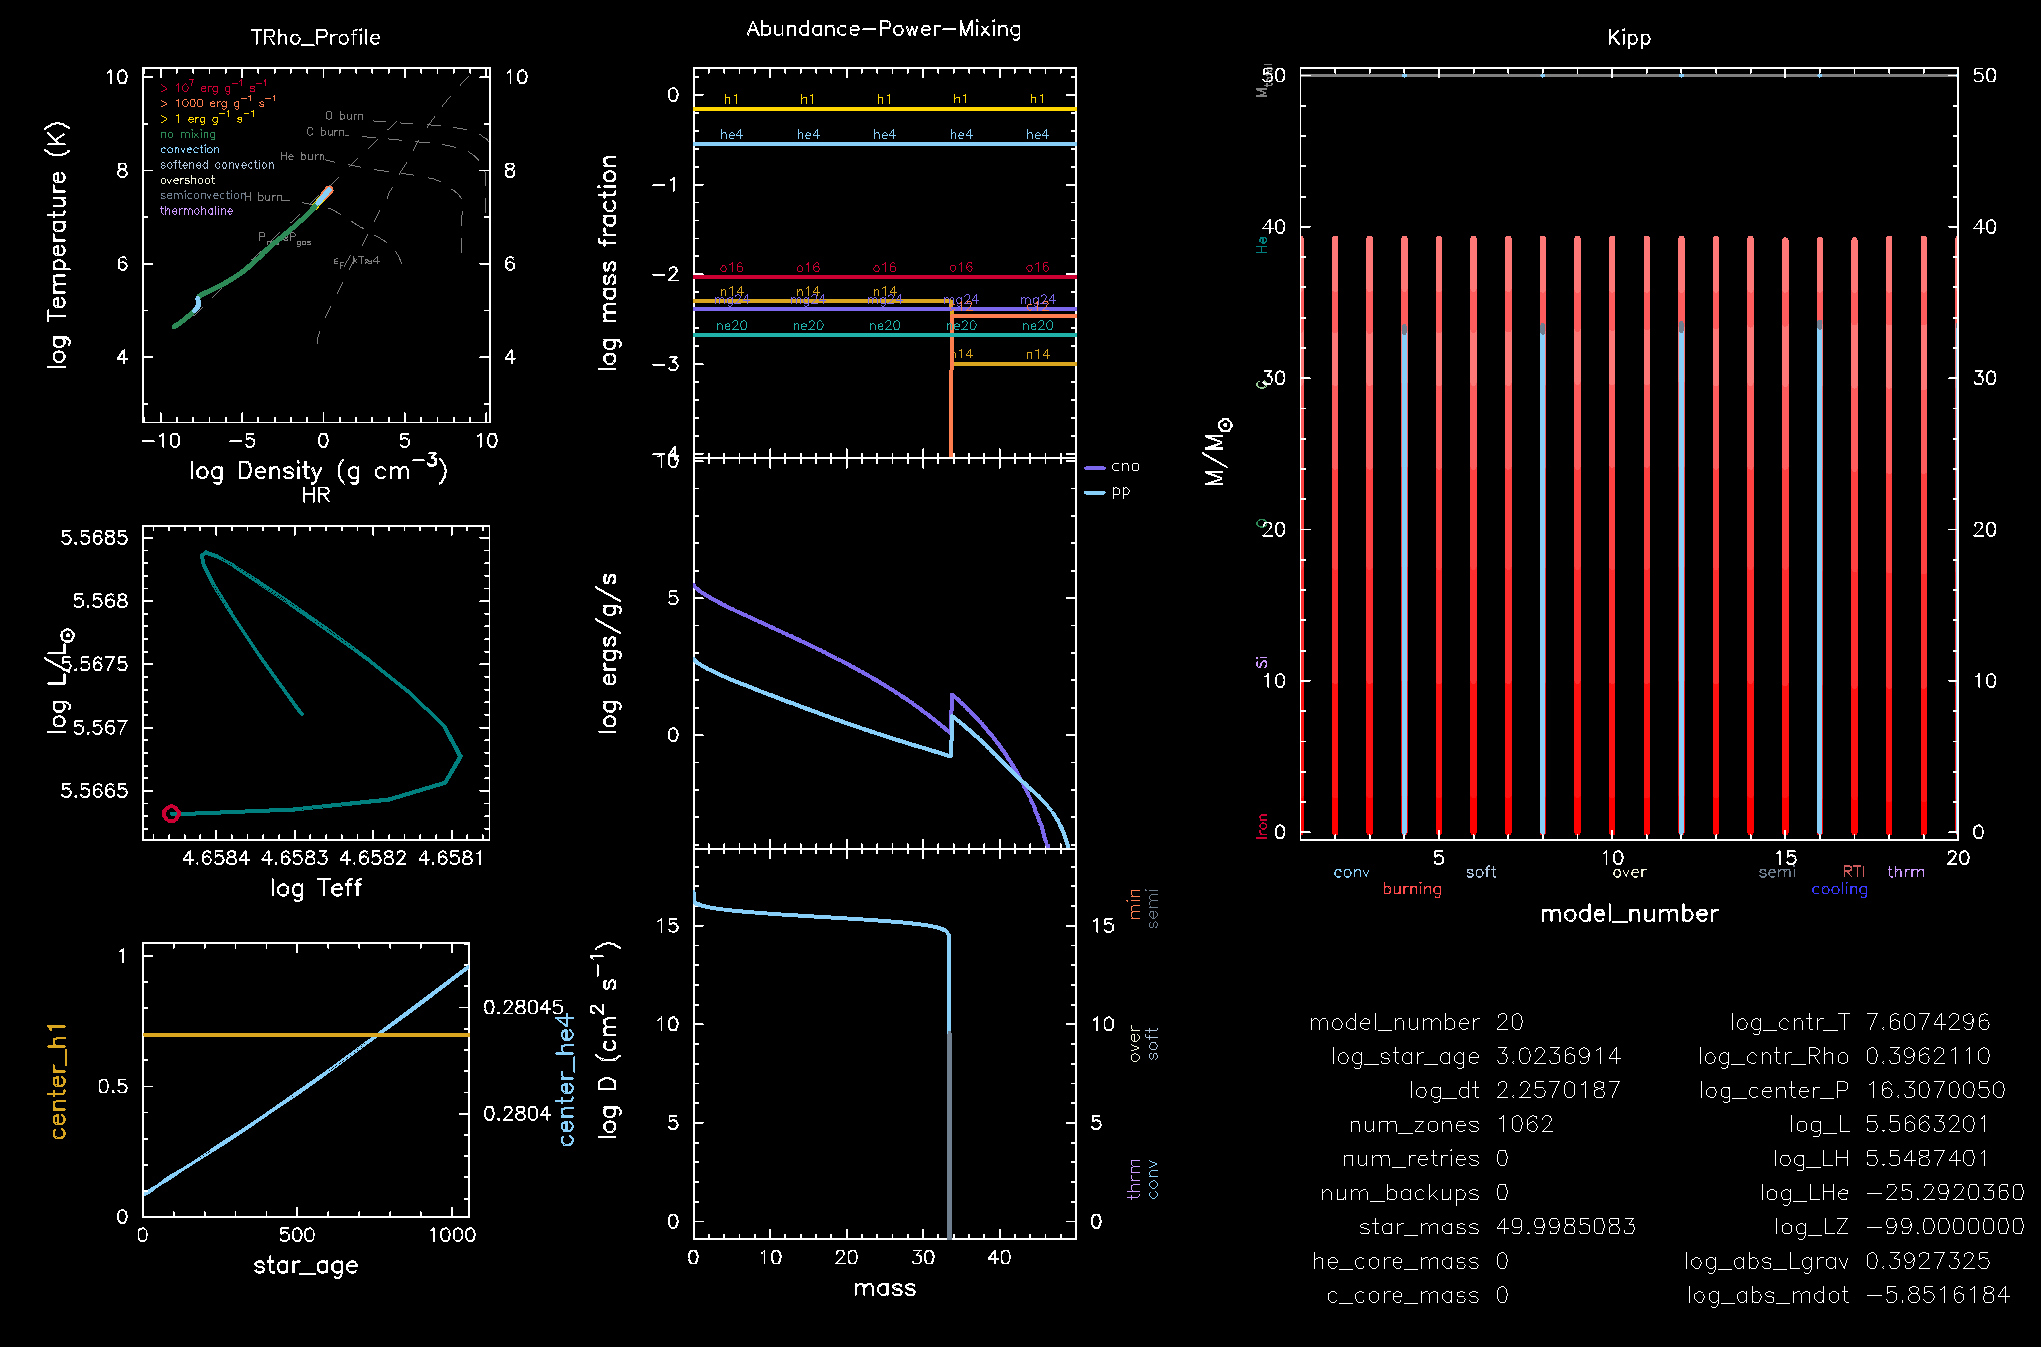 TRho_Profile
10
8
6
4
10
8
6
4
log Temperature (K)
> 10⁷ erg g⁻¹ s⁻¹
> 1000 erg g⁻¹ s⁻¹
> 1 erg g⁻¹ s⁻¹
no mixing
convection
softened convection
overshoot
semiconvection
thermohaline
O burn
C burn
He burn
H burn
−10
−5
0
5
10
log Density (g cm⁻³)
HR
5.5685
5.568
5.5675
5.567
5.5665
log L/L☉
4.6584
4.6583
4.6582
4.6581
log Teff
1
0.5
0
center_h1
0.28045
0.2804
center_he4
0
500
1000
star_age
Abundance−Power−Mixing
0
−1
−2
−3
−4
log mass fraction
h1 h1 h1 h1 h1
he4 he4 he4 he4 he4
o16 o16 o16 o16 o16
n14 n14 n14
mg24 mg24 mg24 mg24 mg24
c12 c12
ne20 ne20 ne20 ne20 ne20
n14 n14
10
5
0
log ergs/g/s
cno
pp
15
10
5
0
log D (cm² s⁻¹)
15
10
5
0
min
semi
over
soft
thrm
conv
0
10
20
30
40
mass
Kipp
50
40
30
20
10
0
50
40
30
20
10
0
M/M☉
He
C
O
Si
Iron
5
10
15
20
conv
burning
soft
over
semi
RTI
cooling
thrm
model_number
model_number 20
log_star_age 3.0236914
log_dt 2.2570187
num_zones 1062
num_retries 0
num_backups 0
star_mass 49.9985083
he_core_mass 0
c_core_mass 0
log_cntr_T 7.6074296
log_cntr_Rho 0.3962110
log_center_P 16.3070050
log_L 5.5663201
log_LH 5.5487401
log_LHe −25.2920360
log_LZ −99.0000000
log_abs_Lgrav 0.3927325
log_abs_mdot −5.8516184